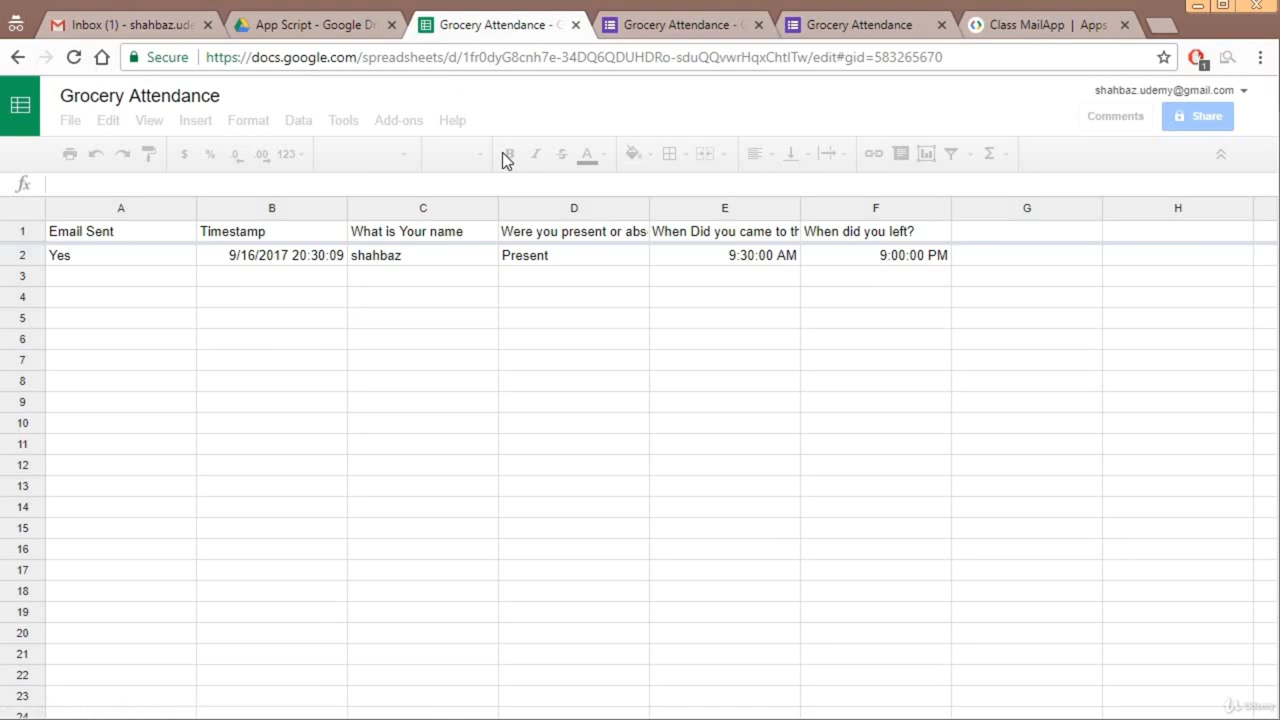 Inbox (1) - shahbaz.ude
App Script - Google Dr
Grocery Attendance - G
Grocery Attendance - G
Grocery Attendance
Class MailApp | Apps
Secure
https://docs.google.com/spreadsheets/d/1fr0dyG8cnh7e-34DQ6QDUHDRo-sduQQvwrHqxChtITw/edit#gid=583265670
1
Grocery Attendance
shahbaz.udemy@gmail.com
File Edit View Insert Format Data Tools Add-ons Help
Comments
Share
$ % .0 .00 123 B I S A Σ
fx
A B C D E F G H
1 Email Sent Timestamp What is Your name Were you present or abs When Did you came to th When did you left?
2 Yes 9/16/2017 20:30:09 shahbaz Present 9:30:00 AM 9:00:00 PM
3
4
5
6
7
8
9
10
11
12
13
14
15
16
17
18
19
20
21
22
23
24
Udemy